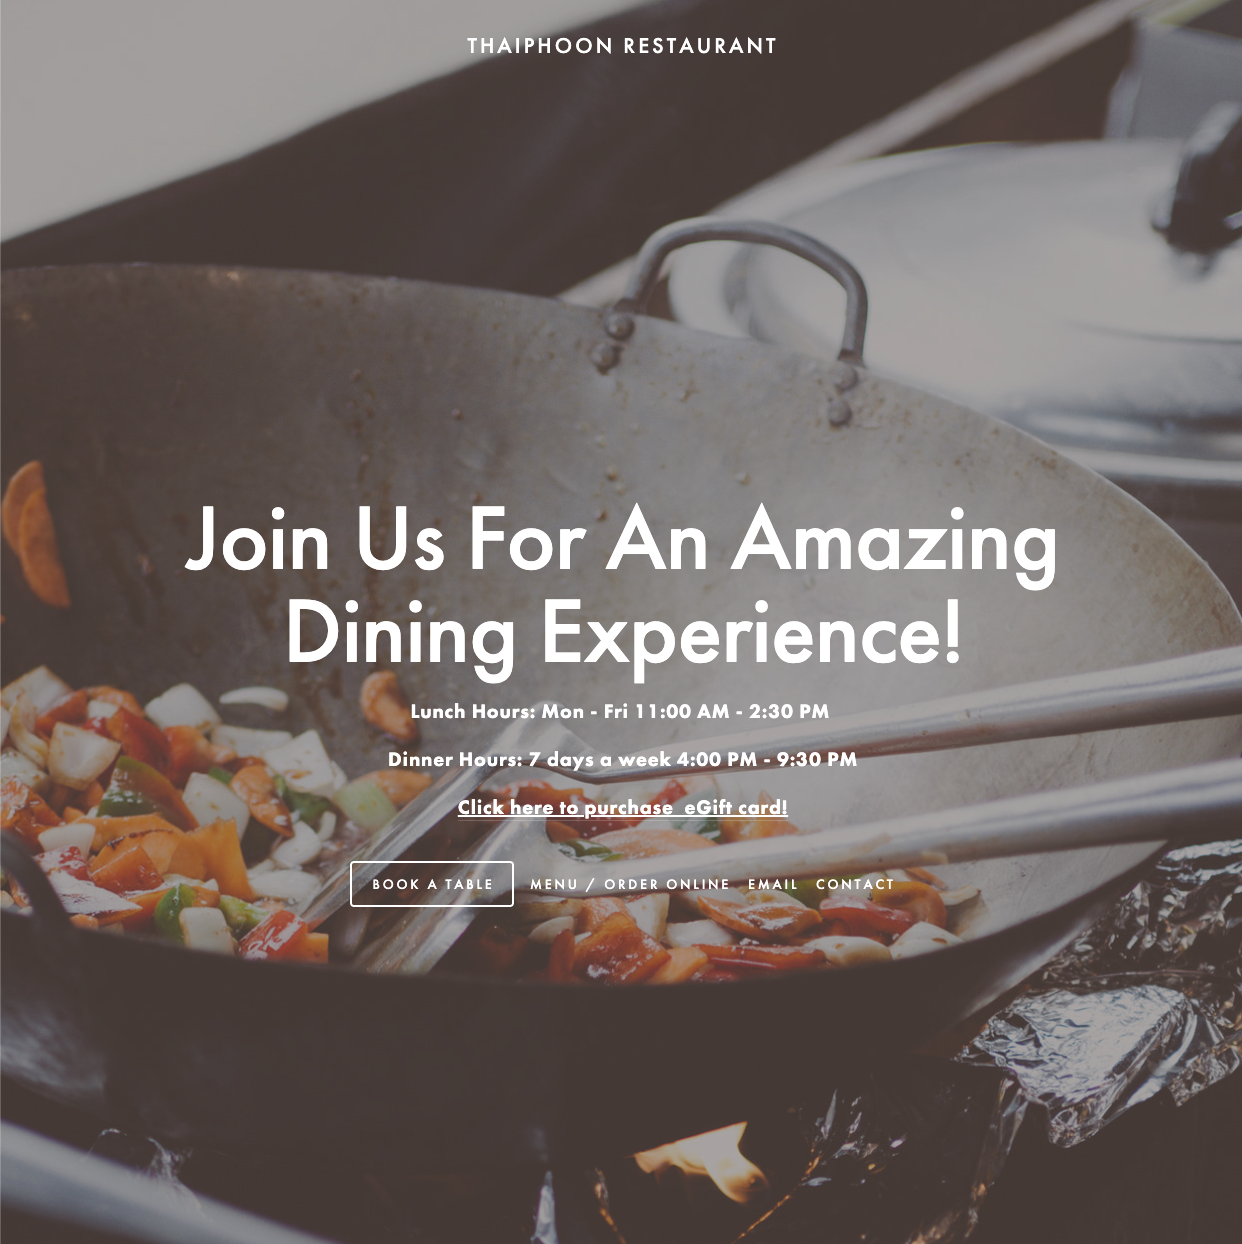 THAIPHOON RESTAURANT
Join Us For An Amazing
Dining Experience!
Lunch Hours: Mon - Fri 11:00 AM - 2:30 PM
Dinner Hours: 7 days a week 4:00 PM - 9:30 PM
Click here to purchase  eGift card!
BOOK A TABLE MENU / ORDER ONLINE EMAIL CONTACT